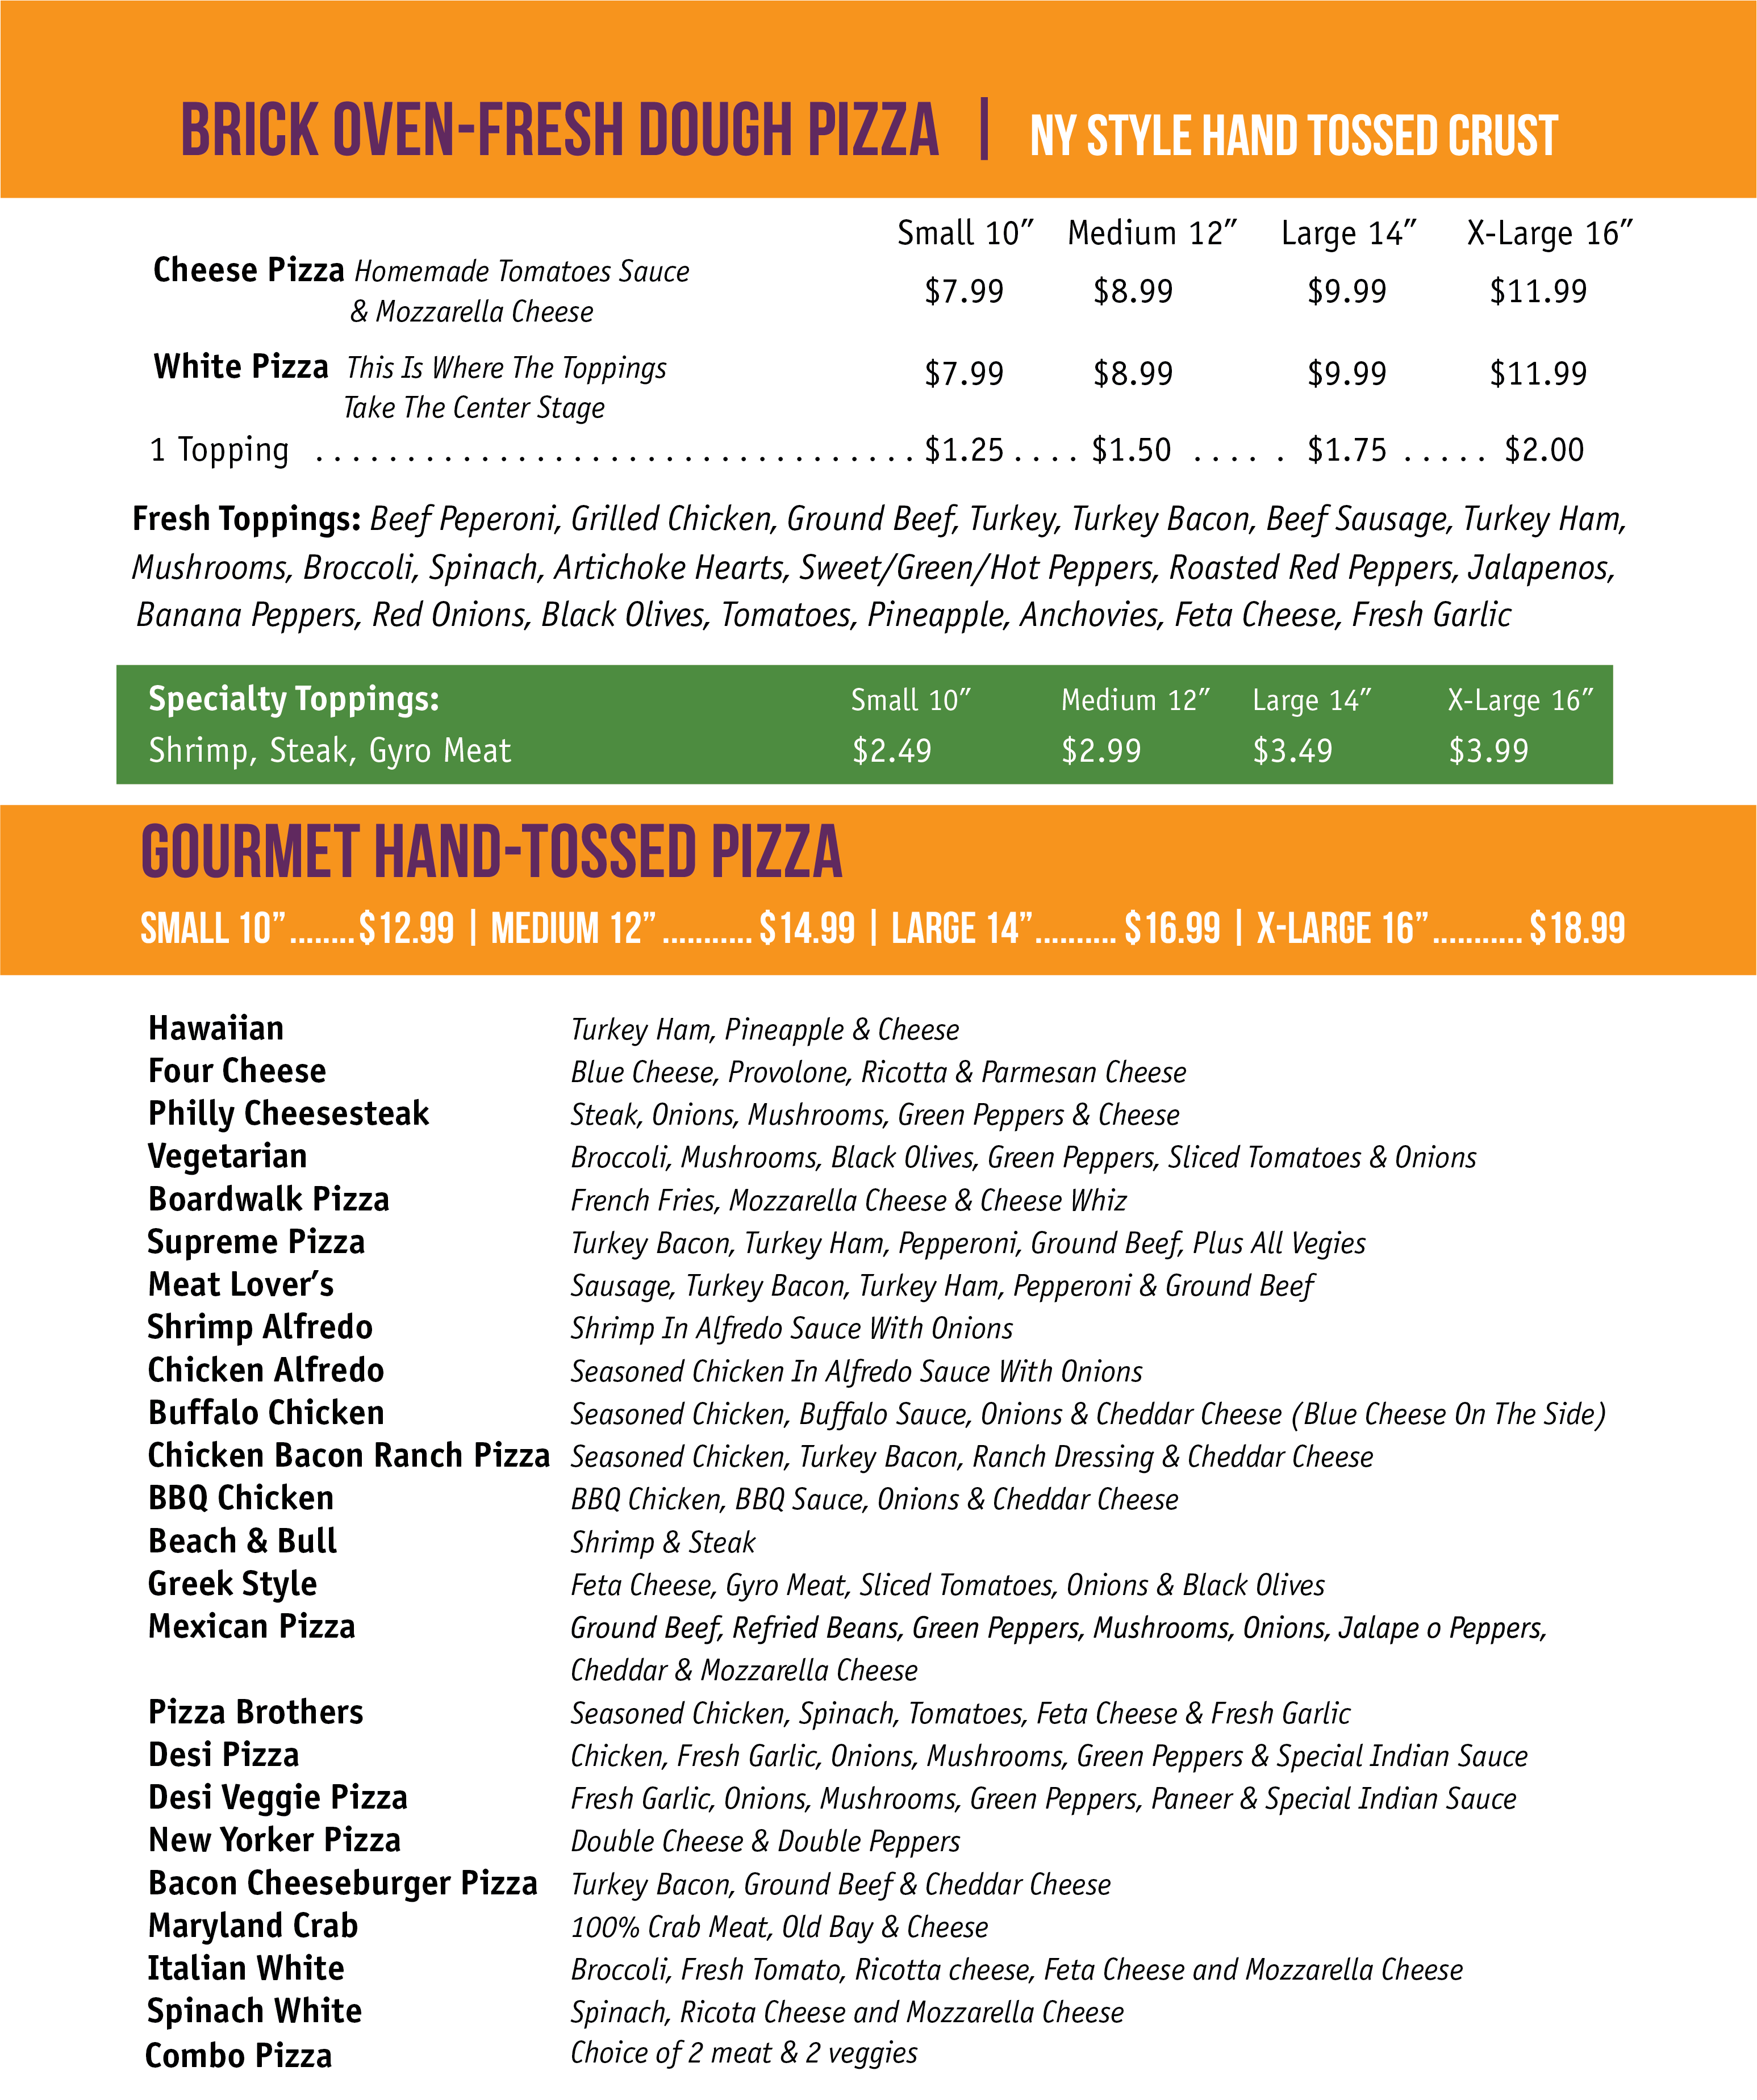 BRICK OVEN-FRESH DOUGH PIZZA | NY STYLE HAND TOSSED CRUST
Small 10” Medium 12” Large 14” X-Large 16”
Cheese Pizza Homemade Tomatoes Sauce
& Mozzarella Cheese
$7.99 $8.99 $9.99 $11.99
White Pizza This Is Where The Toppings
Take The Center Stage
$7.99 $8.99 $9.99 $11.99
1 Topping ................................. $1.25 .... $1.50 ..... $1.75 ..... $2.00
Fresh Toppings: Beef Peperoni, Grilled Chicken, Ground Beef, Turkey, Turkey Bacon, Beef Sausage, Turkey Ham,
Mushrooms, Broccoli, Spinach, Artichoke Hearts, Sweet/Green/Hot Peppers, Roasted Red Peppers, Jalapenos,
Banana Peppers, Red Onions, Black Olives, Tomatoes, Pineapple, Anchovies, Feta Cheese, Fresh Garlic
Specialty Toppings: Small 10” Medium 12” Large 14” X-Large 16”
Shrimp, Steak, Gyro Meat $2.49 $2.99 $3.49 $3.99
GOURMET HAND-TOSSED PIZZA
SMALL 10” ........ $12.99 | MEDIUM 12” ........... $14.99 | LARGE 14” .......... $16.99 | X-LARGE 16” ........... $18.99
Hawaiian Turkey Ham, Pineapple & Cheese
Four Cheese Blue Cheese, Provolone, Ricotta & Parmesan Cheese
Philly Cheesesteak Steak, Onions, Mushrooms, Green Peppers & Cheese
Vegetarian Broccoli, Mushrooms, Black Olives, Green Peppers, Sliced Tomatoes & Onions
Boardwalk Pizza French Fries, Mozzarella Cheese & Cheese Whiz
Supreme Pizza Turkey Bacon, Turkey Ham, Pepperoni, Ground Beef, Plus All Vegies
Meat Lover’s Sausage, Turkey Bacon, Turkey Ham, Pepperoni & Ground Beef
Shrimp Alfredo Shrimp In Alfredo Sauce With Onions
Chicken Alfredo Seasoned Chicken In Alfredo Sauce With Onions
Buffalo Chicken Seasoned Chicken, Buffalo Sauce, Onions & Cheddar Cheese (Blue Cheese On The Side)
Chicken Bacon Ranch Pizza Seasoned Chicken, Turkey Bacon, Ranch Dressing & Cheddar Cheese
BBQ Chicken BBQ Chicken, BBQ Sauce, Onions & Cheddar Cheese
Beach & Bull Shrimp & Steak
Greek Style Feta Cheese, Gyro Meat, Sliced Tomatoes, Onions & Black Olives
Mexican Pizza Ground Beef, Refried Beans, Green Peppers, Mushrooms, Onions, Jalape o Peppers,
Cheddar & Mozzarella Cheese
Pizza Brothers Seasoned Chicken, Spinach, Tomatoes, Feta Cheese & Fresh Garlic
Desi Pizza Chicken, Fresh Garlic, Onions, Mushrooms, Green Peppers & Special Indian Sauce
Desi Veggie Pizza Fresh Garlic, Onions, Mushrooms, Green Peppers, Paneer & Special Indian Sauce
New Yorker Pizza Double Cheese & Double Peppers
Bacon Cheeseburger Pizza Turkey Bacon, Ground Beef & Cheddar Cheese
Maryland Crab 100% Crab Meat, Old Bay & Cheese
Italian White Broccoli, Fresh Tomato, Ricotta cheese, Feta Cheese and Mozzarella Cheese
Spinach White Spinach, Ricota Cheese and Mozzarella Cheese
Combo Pizza Choice of 2 meat & 2 veggies